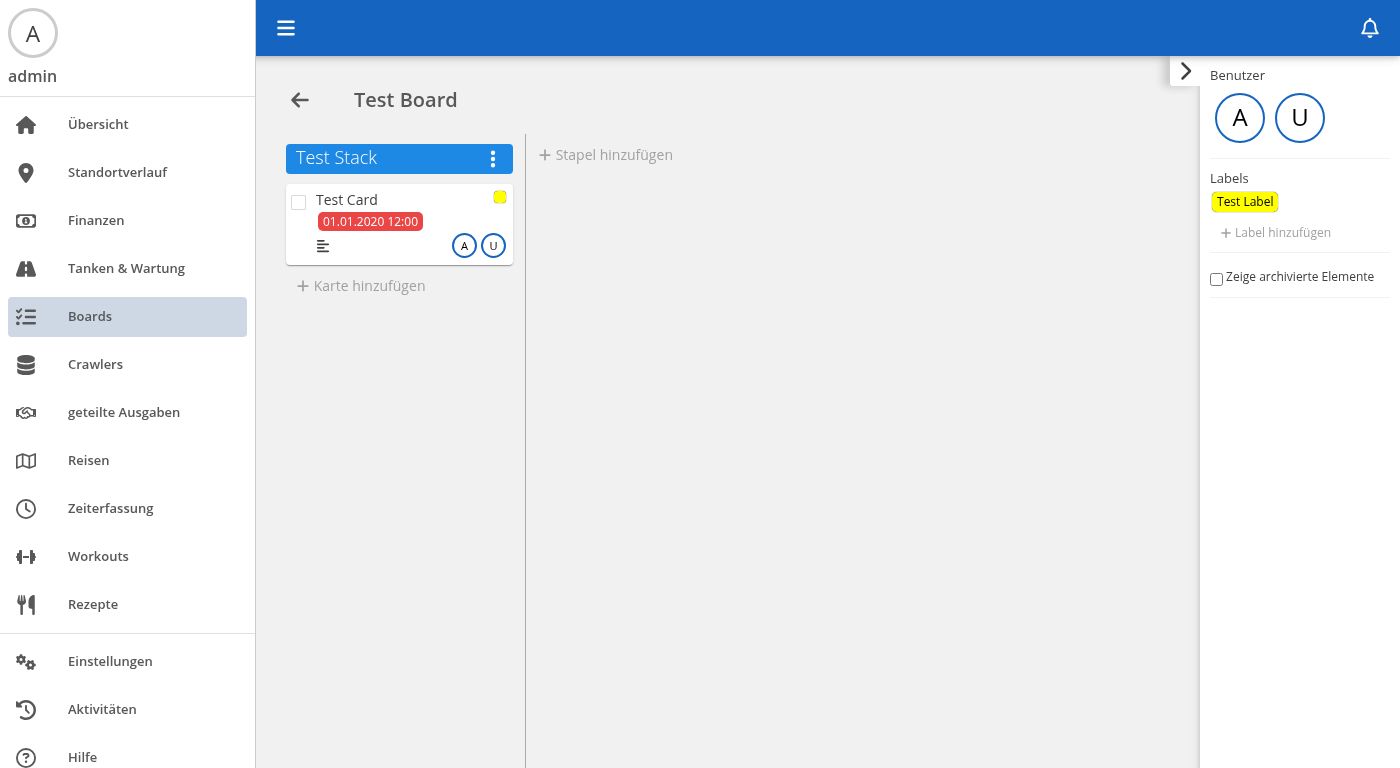 A
admin
Übersicht
Standortverlauf
Finanzen
Tanken & Wartung
Boards
Crawlers
geteilte Ausgaben
Reisen
Zeiterfassung
Workouts
Rezepte
Einstellungen
Aktivitäten
Hilfe
Test Board
Test Stack
Test Card
01.01.2020 12:00
A U
+ Karte hinzufügen
+ Stapel hinzufügen
Benutzer
A U
Labels
Test Label
+ Label hinzufügen
Zeige archivierte Elemente